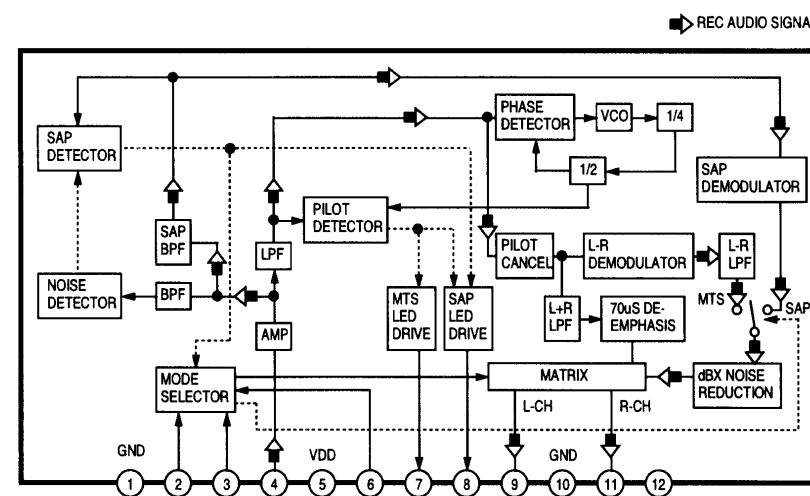 REC AUDIO SIGNA
PHASE
DETECTOR
VCO
1/4
SAP
DETECTOR
1/2
SAP
DEMODULATOR
PILOT
DETECTOR
SAP
BPF
LPF
PILOT
CANCEL
L-R
DEMODULATOR
L-R
LPF
NOISE
DETECTOR
BPF
MTS
LED
DRIVE
SAP
LED
DRIVE
L+R
LPF
70uS DE-
EMPHASIS
MTS
SAP
AMP
MODE
SELECTOR
MATRIX
dBX NOISE
REDUCTION
L-CH
R-CH
GND
VDD
GND
1
2
3
4
5
6
7
8
9
10
11
12